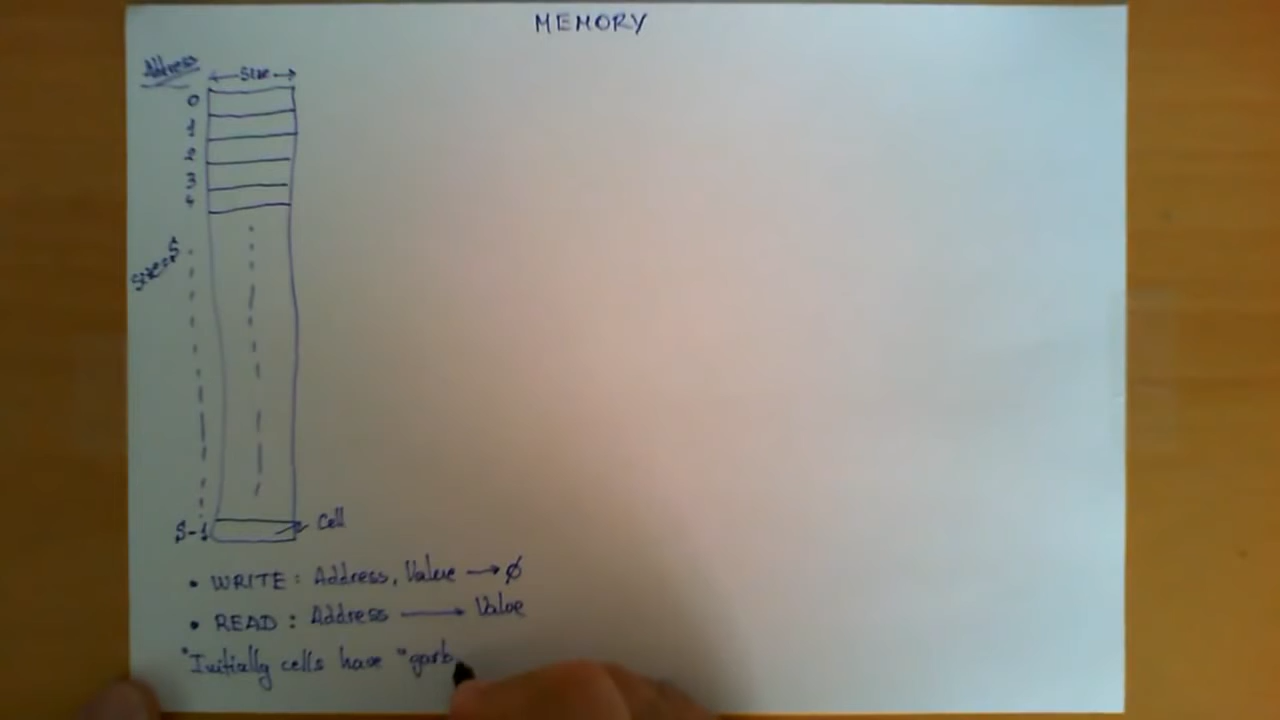 MEMORY
Address
←Size→
0
1
2
3
4
Size=S
S-1
Cell
• WRITE: Address, Value → ∅
• READ: Address → Value
*Initially cells have "garb